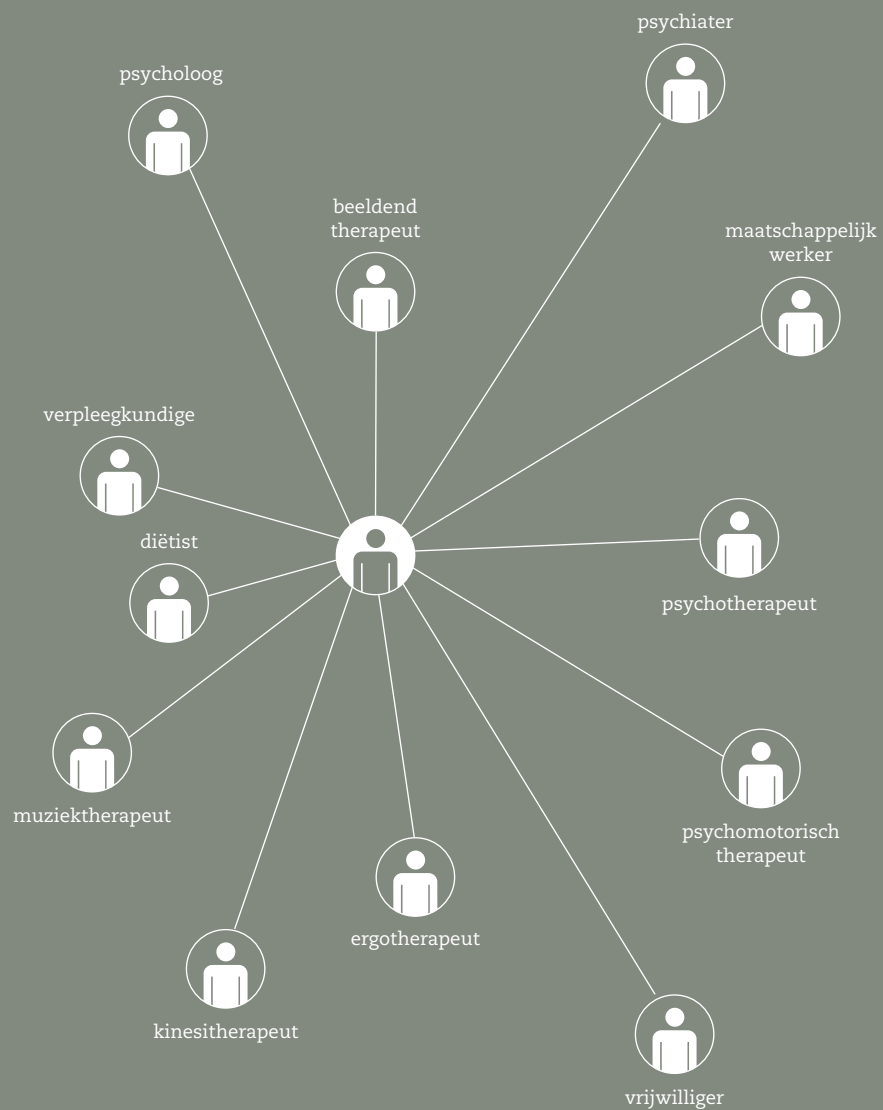 psychiater
psycholoog
beeldend
therapeut
maatschappelijk
werker
verpleegkundige
diëtist
psychotherapeut
muziektherapeut
psychomotorisch
therapeut
ergotherapeut
kinesitherapeut
vrijwilliger